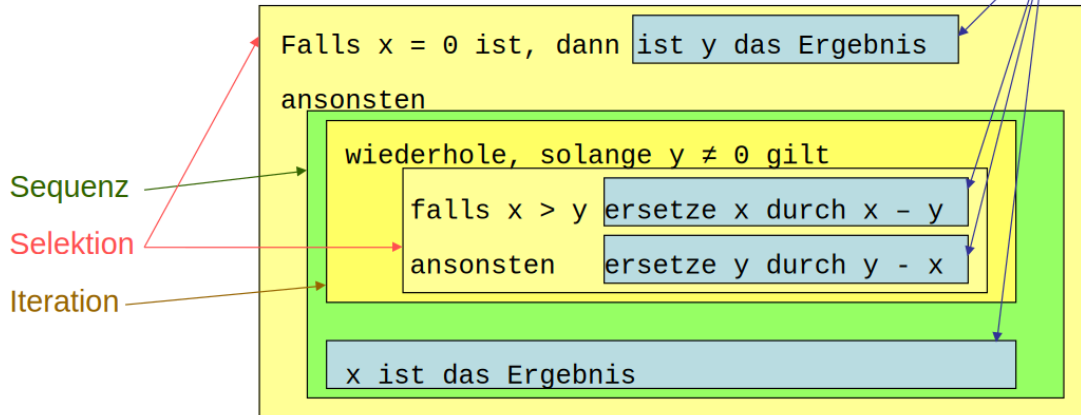 Falls x = 0 ist, dann ist y das Ergebnis
ansonsten
wiederhole, solange y ≠ 0 gilt
Sequenz
falls x > y ersetze x durch x – y
Selektion
ansonsten ersetze y durch y - x
Iteration
x ist das Ergebnis